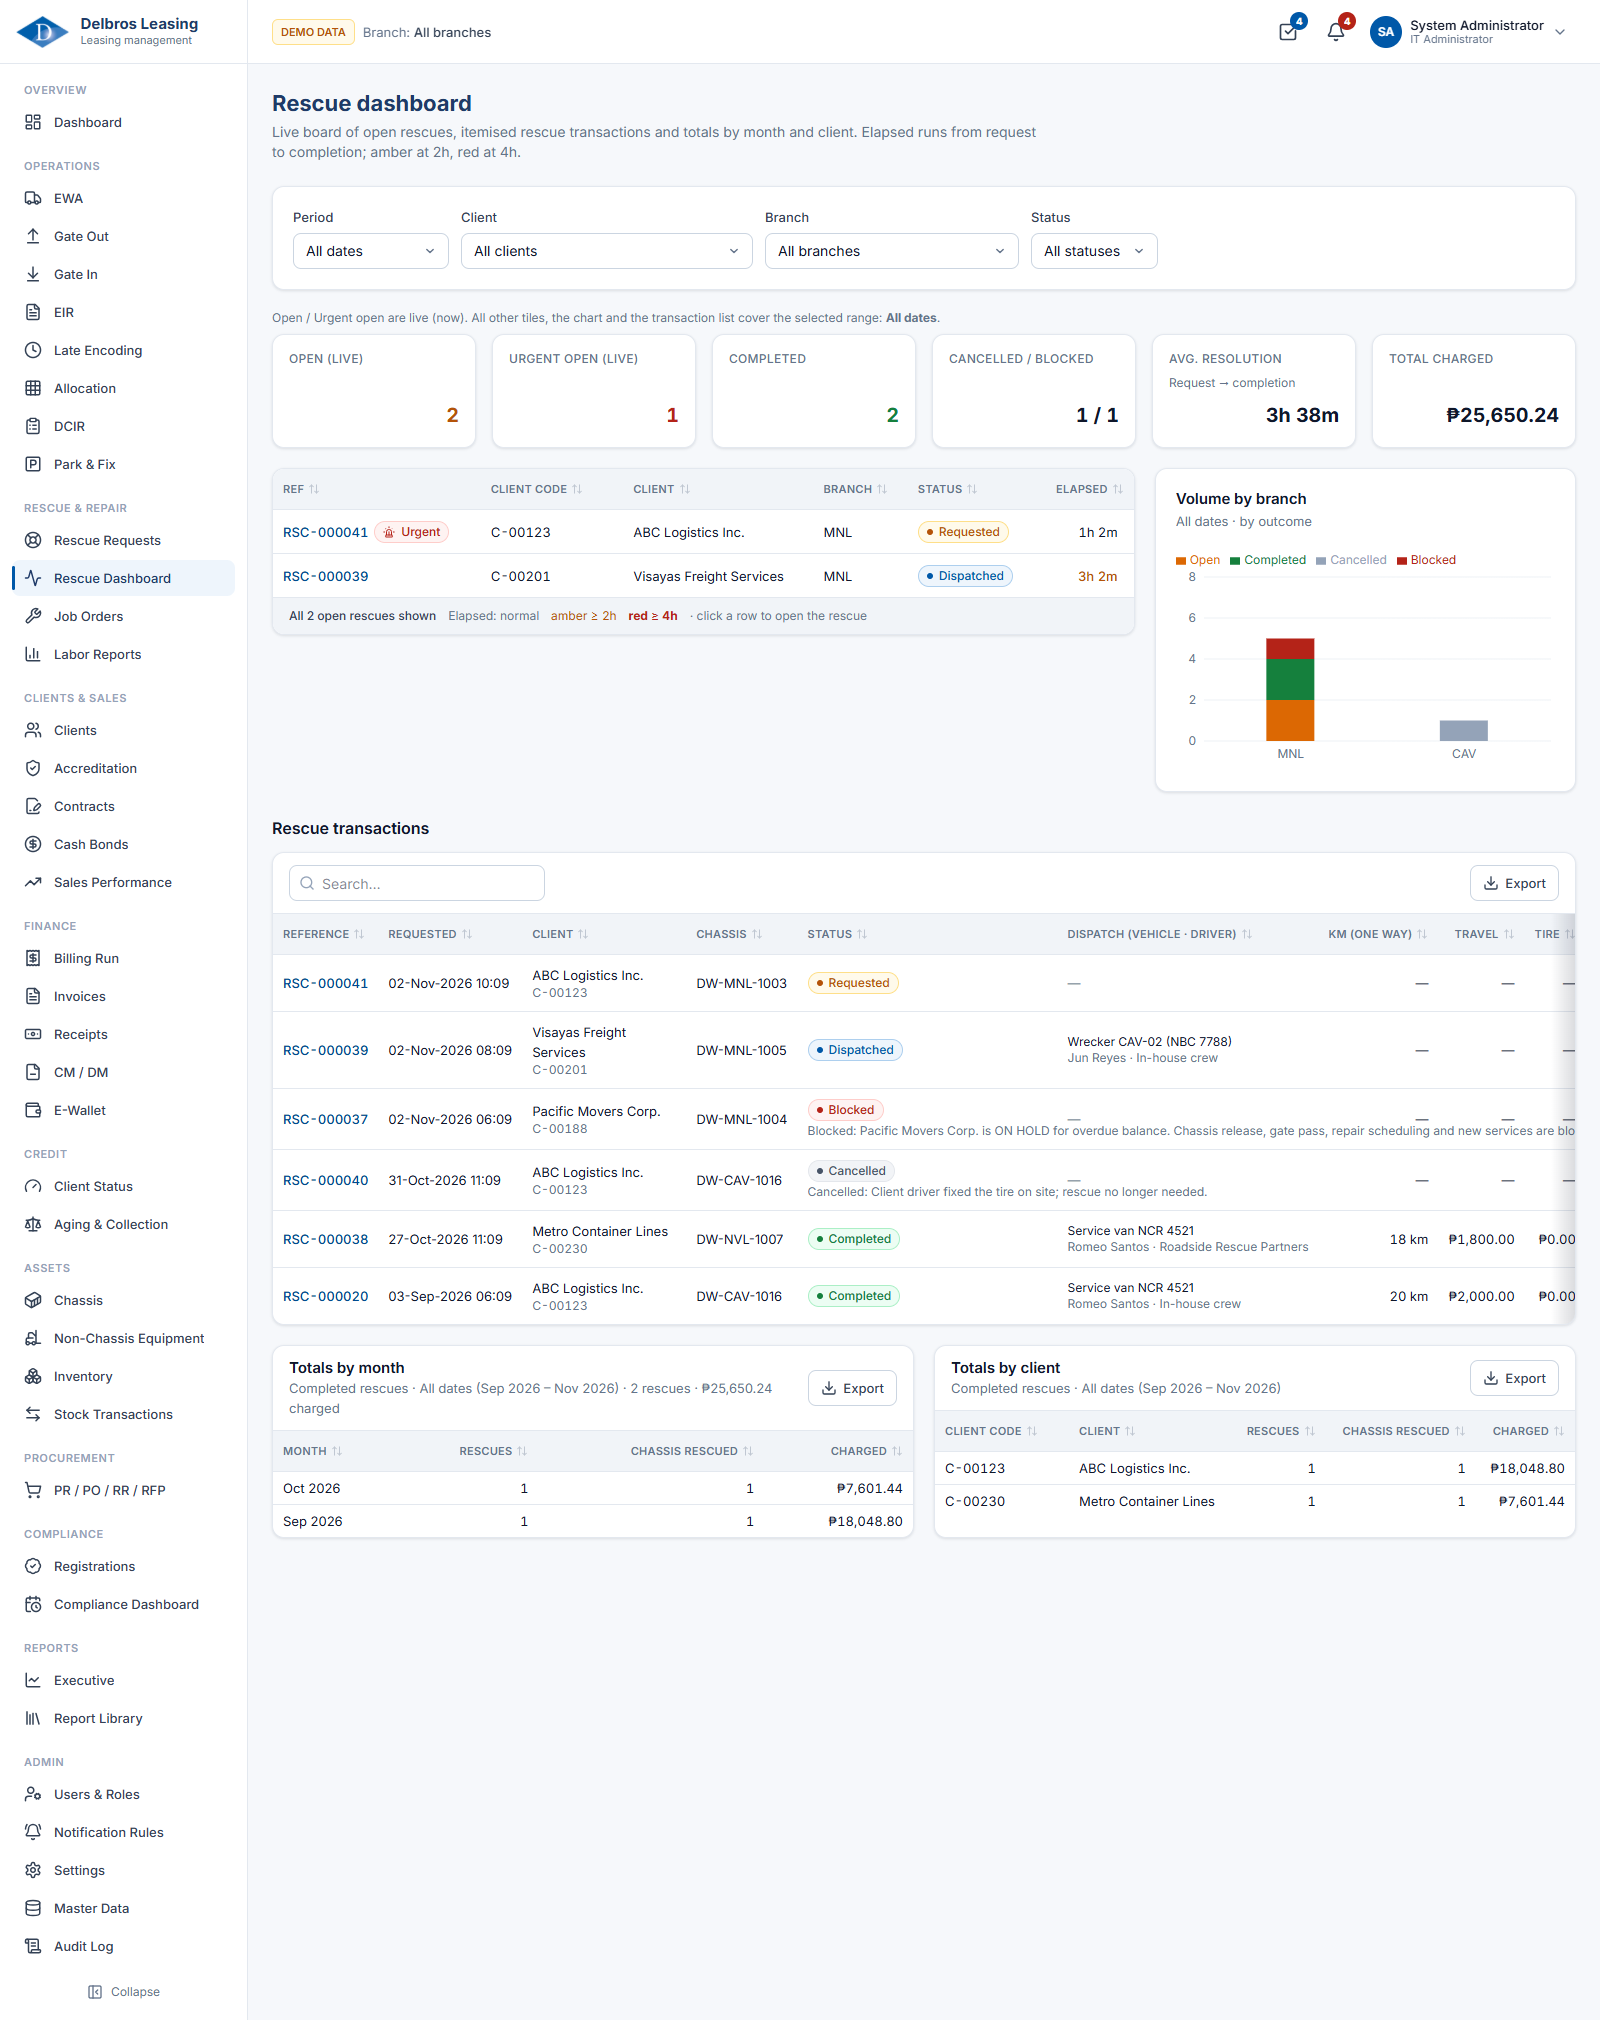 Delbros Leasing
Leasing management
DEMO DATA
Branch: All branches
4
4
SA
System Administrator
IT Administrator
OVERVIEW
Dashboard
OPERATIONS
EWA
Gate Out
Gate In
EIR
Late Encoding
Allocation
DCIR
Park & Fix
RESCUE & REPAIR
Rescue Requests
Rescue Dashboard
Job Orders
Labor Reports
CLIENTS & SALES
Clients
Accreditation
Contracts
Cash Bonds
Sales Performance
FINANCE
Billing Run
Invoices
Receipts
CM / DM
E-Wallet
CREDIT
Client Status
Aging & Collection
ASSETS
Chassis
Non-Chassis Equipment
Inventory
Stock Transactions
PROCUREMENT
PR / PO / RR / RFP
COMPLIANCE
Registrations
Compliance Dashboard
REPORTS
Executive
Report Library
ADMIN
Users & Roles
Notification Rules
Settings
Master Data
Audit Log
Collapse
Rescue dashboard
Live board of open rescues, itemised rescue transactions and totals by month and client. Elapsed runs from request
to completion; amber at 2h, red at 4h.
Period Client Branch Status
All dates All clients All branches All statuses
Open / Urgent open are live (now). All other tiles, the chart and the transaction list cover the selected range: All dates.
OPEN (LIVE)
2
URGENT OPEN (LIVE)
1
COMPLETED
2
CANCELLED / BLOCKED
1 / 1
AVG. RESOLUTION
Request → completion
3h 38m
TOTAL CHARGED
₱25,650.24
REF CLIENT CODE CLIENT BRANCH STATUS ELAPSED
RSC-000041 Urgent C-00123 ABC Logistics Inc. MNL Requested 1h 2m
RSC-000039 C-00201 Visayas Freight Services MNL Dispatched 3h 2m
All 2 open rescues shown Elapsed: normal amber ≥ 2h red ≥ 4h · click a row to open the rescue
Volume by branch
All dates · by outcome
Open Completed Cancelled Blocked
8
6
4
2
0
MNL CAV
Rescue transactions
Search...
Export
REFERENCE REQUESTED CLIENT CHASSIS STATUS DISPATCH (VEHICLE · DRIVER) KM (ONE WAY) TRAVEL TIRE
RSC-000041 02-Nov-2026 10:09 ABC Logistics Inc. DW-MNL-1003 Requested — — — —
C-00123
RSC-000039 02-Nov-2026 08:09 Visayas Freight Services DW-MNL-1005 Dispatched Wrecker CAV-02 (NBC 7788) — — —
C-00201 Jun Reyes · In-house crew
RSC-000037 02-Nov-2026 06:09 Pacific Movers Corp. DW-MNL-1004 Blocked — — — —
C-00188 Blocked: Pacific Movers Corp. is ON HOLD for overdue balance. Chassis release, gate pass, repair scheduling and new services are blo
RSC-000040 31-Oct-2026 11:09 ABC Logistics Inc. DW-CAV-1016 Cancelled — — — —
C-00123 Cancelled: Client driver fixed the tire on site; rescue no longer needed.
RSC-000038 27-Oct-2026 11:09 Metro Container Lines DW-NVL-1007 Completed Service van NCR 4521 18 km ₱1,800.00 ₱0.00
C-00230 Romeo Santos · Roadside Rescue Partners
RSC-000020 03-Sep-2026 06:09 ABC Logistics Inc. DW-CAV-1016 Completed Service van NCR 4521 20 km ₱2,000.00 ₱0.00
C-00123 Romeo Santos · In-house crew
Totals by month
Completed rescues · All dates (Sep 2026 – Nov 2026) · 2 rescues · ₱25,650.24
charged
Export
MONTH RESCUES CHASSIS RESCUED CHARGED
Oct 2026 1 1 ₱7,601.44
Sep 2026 1 1 ₱18,048.80
Totals by client
Completed rescues · All dates (Sep 2026 – Nov 2026)
Export
CLIENT CODE CLIENT RESCUES CHASSIS RESCUED CHARGED
C-00123 ABC Logistics Inc. 1 1 ₱18,048.80
C-00230 Metro Container Lines 1 1 ₱7,601.44